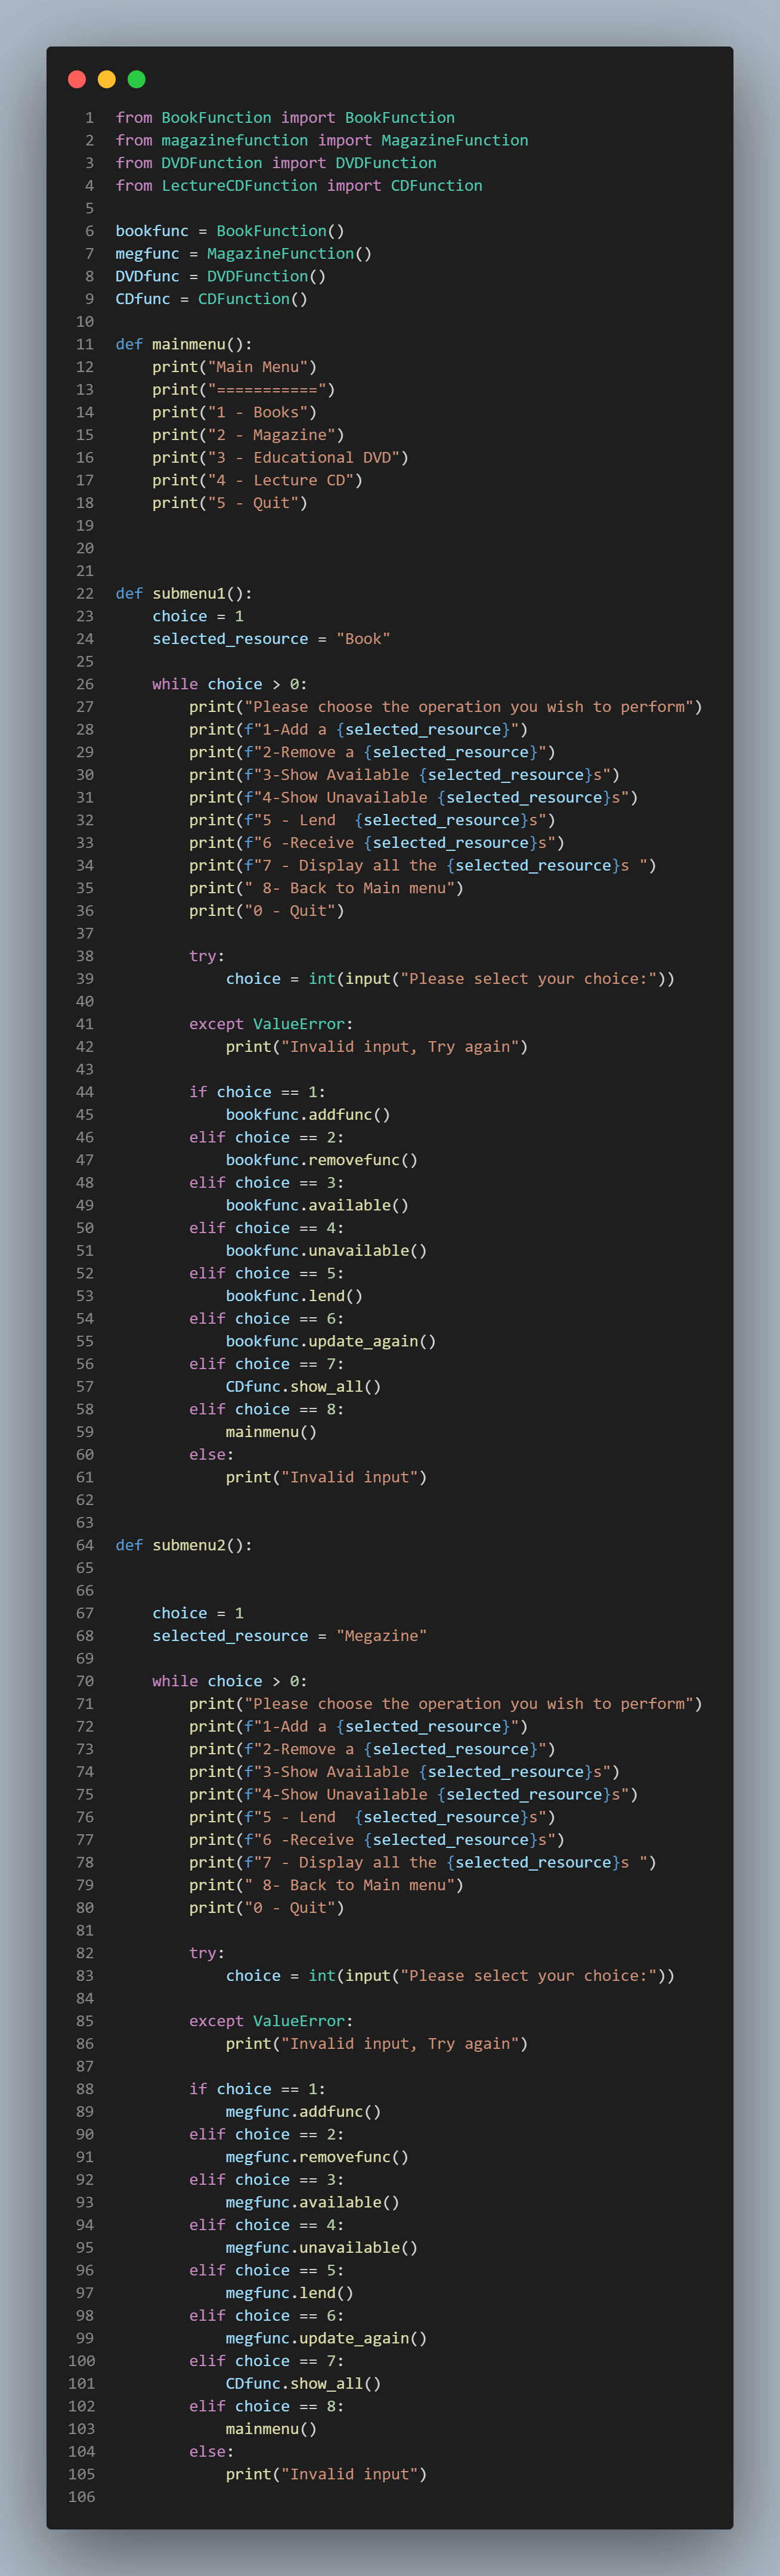 1 from BookFunction import BookFunction
2 from magazinefunction import MagazineFunction
3 from DVDFunction import DVDFunction
4 from LectureCDFunction import CDFunction
5
6 bookfunc = BookFunction()
7 megfunc = MagazineFunction()
8 DVDfunc = DVDFunction()
9 CDfunc = CDFunction()
10
11 def mainmenu():
12     print("Main Menu")
13     print("===========")
14     print("1 - Books")
15     print("2 - Magazine")
16     print("3 - Educational DVD")
17     print("4 - Lecture CD")
18     print("5 - Quit")
19
20
21
22 def submenu1():
23     choice = 1
24     selected_resource = "Book"
25
26     while choice > 0:
27         print("Please choose the operation you wish to perform")
28         print(f"1-Add a {selected_resource}")
29         print(f"2-Remove a {selected_resource}")
30         print(f"3-Show Available {selected_resource}s")
31         print(f"4-Show Unavailable {selected_resource}s")
32         print(f"5 - Lend  {selected_resource}s")
33         print(f"6 -Receive {selected_resource}s")
34         print(f"7 - Display all the {selected_resource}s ")
35         print(" 8- Back to Main menu")
36         print("0 - Quit")
37
38         try:
39             choice = int(input("Please select your choice:"))
40
41         except ValueError:
42             print("Invalid input, Try again")
43
44         if choice == 1:
45             bookfunc.addfunc()
46         elif choice == 2:
47             bookfunc.removefunc()
48         elif choice == 3:
49             bookfunc.available()
50         elif choice == 4:
51             bookfunc.unavailable()
52         elif choice == 5:
53             bookfunc.lend()
54         elif choice == 6:
55             bookfunc.update_again()
56         elif choice == 7:
57             CDfunc.show_all()
58         elif choice == 8:
59             mainmenu()
60         else:
61             print("Invalid input")
62
63
64 def submenu2():
65
66
67     choice = 1
68     selected_resource = "Megazine"
69
70     while choice > 0:
71         print("Please choose the operation you wish to perform")
72         print(f"1-Add a {selected_resource}")
73         print(f"2-Remove a {selected_resource}")
74         print(f"3-Show Available {selected_resource}s")
75         print(f"4-Show Unavailable {selected_resource}s")
76         print(f"5 - Lend  {selected_resource}s")
77         print(f"6 -Receive {selected_resource}s")
78         print(f"7 - Display all the {selected_resource}s ")
79         print(" 8- Back to Main menu")
80         print("0 - Quit")
81
82         try:
83             choice = int(input("Please select your choice:"))
84
85         except ValueError:
86             print("Invalid input, Try again")
87
88         if choice == 1:
89             megfunc.addfunc()
90         elif choice == 2:
91             megfunc.removefunc()
92         elif choice == 3:
93             megfunc.available()
94         elif choice == 4:
95             megfunc.unavailable()
96         elif choice == 5:
97             megfunc.lend()
98         elif choice == 6:
99             megfunc.update_again()
100         elif choice == 7:
101             CDfunc.show_all()
102         elif choice == 8:
103             mainmenu()
104         else:
105             print("Invalid input")
106